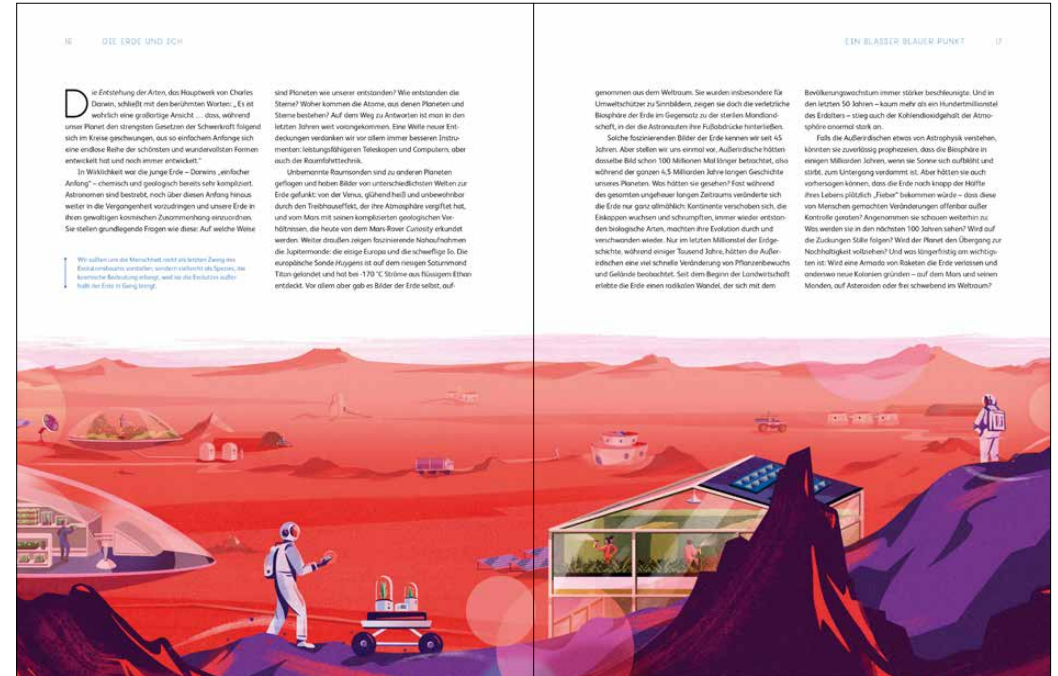 16 DIE ERDE UND ICH
Die Entstehung der Arten, das Hauptwerk von Charles
Darwin, schließt mit den berühmten Worten: „Es ist
wahrlich eine großartige Ansicht … dass, während
unser Planet den strengsten Gesetzen der Schwerkraft folgend
sich im Kreise geschwungen, aus so einfachem Anfange sich
eine endlose Reihe der schönsten und wundervollsten Formen
entwickelt hat und noch immer entwickelt."
In Wirklichkeit war die junge Erde – Darwins „einfacher
Anfang" – chemisch und geologisch bereits sehr kompliziert.
Astronomen sind bestrebt, noch über diesen Anfang hinaus
weiter in die Vergangenheit vorzudringen und unsere Erde in
ihren gewaltigen kosmischen Zusammenhang einzuordnen.
Sie stellen grundlegende Fragen wie diese: Auf welche Weise
Wir sollten uns die Menschheit nicht als letzten Zweig des
Evolutionsbaums vorstellen, sondern vielleicht als Spezies, die
kosmische Bedeutung erlangt, weil sie die Evolution außer-
halb der Erde in Gang bringt.
sind Planeten wie unserer entstanden? Wie entstanden die
Sterne? Woher kommen die Atome, aus denen Planeten und
Sterne bestehen? Auf dem Weg zu Antworten ist man in den
letzten Jahren weit vorangekommen. Eine Welle neuer Ent-
deckungen verdanken wir vor allem immer besseren Instru-
menten: leistungsfähigeren Teleskopen und Computern, aber
auch der Raumfahrttechnik.
Unbemannte Raumsonden sind zu anderen Planeten
geflogen und haben Bilder von unterschiedlichsten Welten zur
Erde gefunkt: von der Venus, glühend heiß und unbewohnbar
durch den Treibhauseffekt, der ihre Atmosphäre vergiftet hat,
und vom Mars mit seinen komplizierten geologischen Ver-
hältnissen, die heute von dem Mars-Rover Curiosity erkundet
werden. Weiter draußen zeigen faszinierende Nahaufnahmen
die Jupitermonde: die eisige Europa und die schweflige Io. Die
europäische Sonde Huygens ist auf dem riesigen Saturnmond
Titan gelandet und hat bei -170 °C Ströme aus flüssigem Ethan
entdeckt. Vor allem aber gab es Bilder der Erde selbst, auf-
EIN BLASSER BLAUER PUNKT 17
genommen aus dem Weltraum. Sie wurden insbesondere für
Umweltschützer zu Sinnbildern, zeigen sie doch die verletzliche
Biosphäre der Erde im Gegensatz zu der sterilen Mondland-
schaft, in der die Astronauten ihre Fußabdrücke hinterließen.
Solche faszinierenden Bilder der Erde kennen wir seit 45
Jahren. Aber stellen wir uns einmal vor, Außerirdische hätten
dasselbe Bild schon 100 Millionen Mal länger betrachtet, also
während der ganzen 4,5 Milliarden Jahre langen Geschichte
unseres Planeten. Was hätten sie gesehen? Fast während
des gesamten ungeheuer langen Zeitraums veränderte sich
die Erde nur ganz allmählich: Kontinente verschoben sich, die
Eiskappen wuchsen und schrumpften, immer wieder entstan-
den biologische Arten, machten ihre Evolution durch und
verschwanden wieder. Nur im letzten Millionstel der Erdge-
schichte, während einiger Tausend Jahre, hätten die Außer-
irdischen eine viel schnelle Veränderung von Pflanzenbewuchs
und Gelände beobachtet. Seit dem Beginn der Landwirtschaft
erlebte die Erde einen radikalen Wandel, der sich mit dem
Bevölkerungswachstum immer stärker beschleunigte. Und in
den letzten 50 Jahren – kaum mehr als ein Hundertmillionstel
des Erdalters – stieg auch der Kohlendioxidgehalt der Atmo-
sphäre anormal stark an.
Falls die Außerirdischen etwas von Astrophysik verstehen,
könnten sie zuverlässig prophezeien, dass die Biosphäre in
einigen Milliarden Jahren, wenn sie Sonne sich aufbläht und
stirbt, zum Untergang verdammt ist. Aber hätten sie auch
vorhersagen können, dass die Erde noch knapp der Hälfte
ihres Lebens plötzlich „Fieber" bekommen würde – dass diese
von Menschen gemachten Veränderungen offenbar außer
Kontrolle geraten? Angenommen sie schauen weiterhin zu:
Was werden sie in den nächsten 100 Jahren sehen? Wird auf
die Zuckungen Stille folgen? Wird der Planet den Übergang zur
Nachhaltigkeit vollziehen? Und was längerfristig am wichtigs-
ten ist: Wird eine Armada von Raketen die Erde verlassen und
anderswo neue Kolonien gründen – auf dem Mars und seinen
Monden, auf Asteroiden oder frei schwebend im Weltraum?